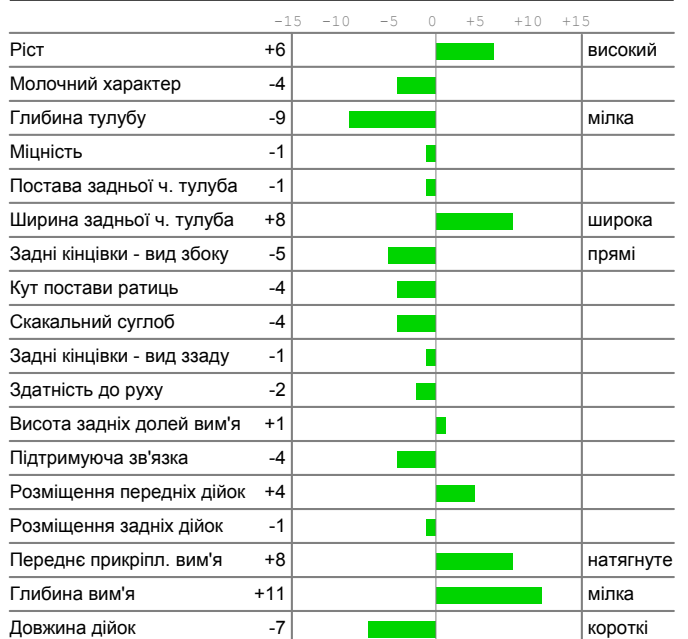 -15 -10 -5 0 +5 +10 +15
Ріст +6 високий
Молочний характер -4
Глибина тулубу -9 мілка
Міцність -1
Постава задньої ч. тулуба -1
Ширина задньої ч. тулуба +8 широка
Задні кінцівки - вид збоку -5 прямі
Кут постави ратиць -4
Скакальний суглоб -4
Задні кінцівки - вид ззаду -1
Здатність до руху -2
Висота задніх долей вим'я +1
Підтримуюча зв'язка -4
Розміщення передніх дійок +4
Розміщення задніх дійок -1
Переднє прикріпл. вим'я +8 натягнуте
Глибина вим'я +11 мілка
Довжина дійок -7 короткі